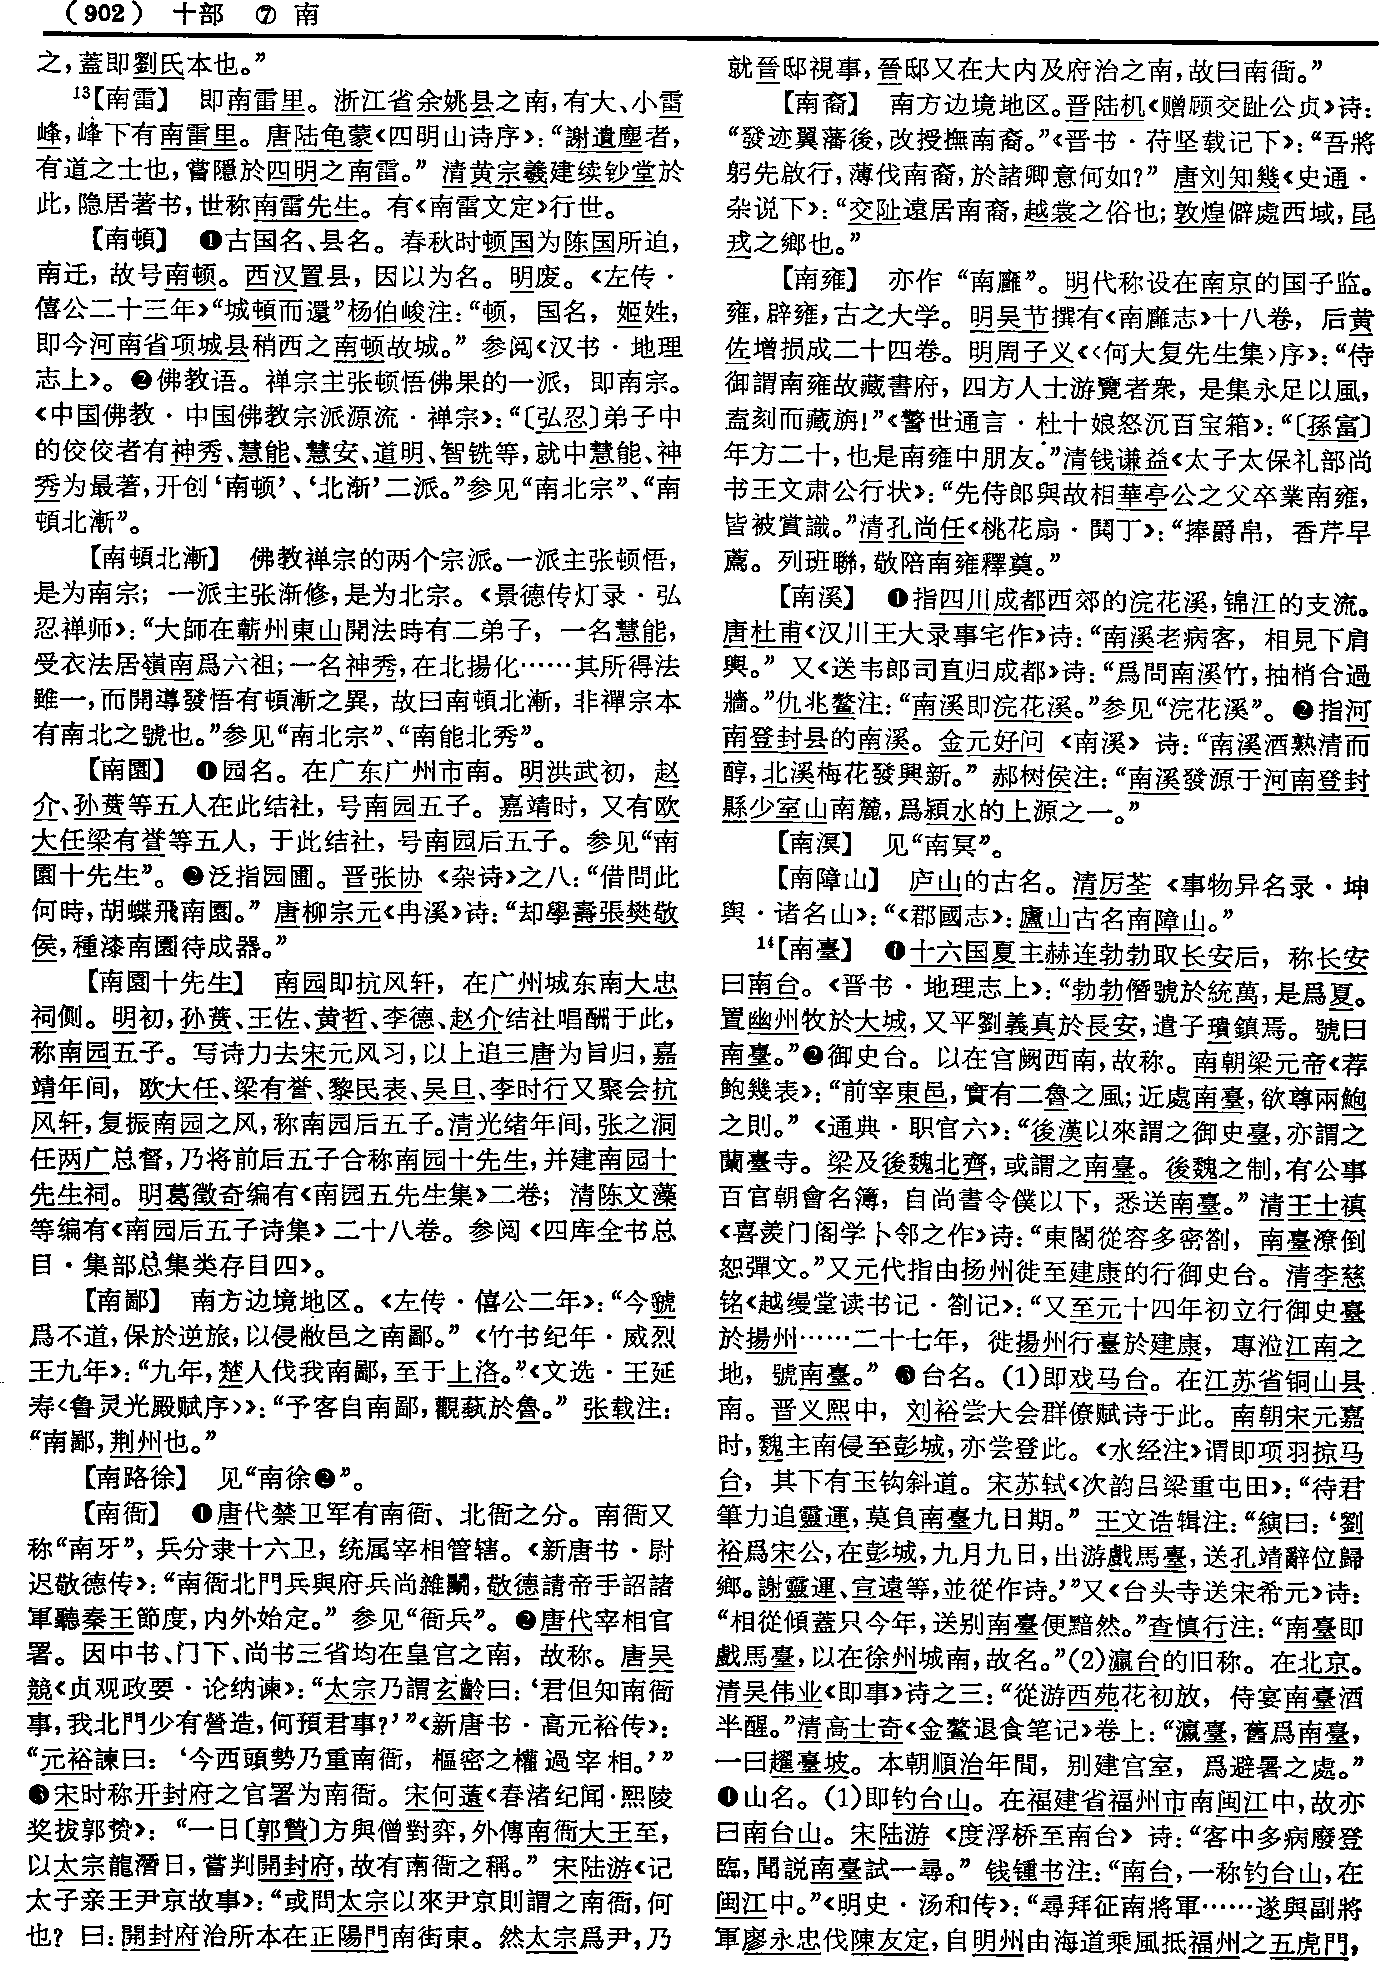 (902) 十部 ⑦ 南
之，蓋即劉氏本也。”
¹³【南雷】 即南雷里。浙江省余姚县之南，有大、小雷
峰，峰下有南雷里。唐陆龟蒙《四明山诗序》：“謝遺塵者，
有道之士也，嘗隱於四明之南雷。”清黄宗羲建续钞堂於
此，隐居著书，世称南雷先生。有《南雷文定》行世。
【南頓】 ❶古国名、县名。春秋时顿国为陈国所迫，
南迁，故号南顿。西汉置县，因以为名。明废。《左传·
僖公二十三年》“城頓而還”杨伯峻注：“顿，国名，姬姓，
即今河南省项城县稍西之南顿故城。”参阅《汉书·地理
志上》。❷佛教语。禅宗主张顿悟佛果的一派，即南宗。
《中国佛教·中国佛教宗派源流·禅宗》：“〔弘忍〕弟子中
的佼佼者有神秀、慧能、慧安、道明、智铣等，就中慧能、神
秀为最著，开创‘南顿’、‘北渐’二派。”参见“南北宗”、“南
頓北漸”。
【南頓北漸】 佛教禅宗的两个宗派。一派主张顿悟，
是为南宗；一派主张渐修，是为北宗。《景德传灯录·弘
忍禅师》：“大師在蘄州東山開法時有二弟子，一名慧能，
受衣法居嶺南爲六祖；一名神秀，在北揚化……其所得法
雖一，而開導發悟有頓漸之異，故曰南頓北漸，非禪宗本
有南北之號也。”参见“南北宗”、“南能北秀”。
【南園】 ❶园名。在广东广州市南。明洪武初，赵
介、孙蕡等五人在此结社，号南园五子。嘉靖时，又有欧
大任梁有誉等五人，于此结社，号南园后五子。参见“南
園十先生”。❷泛指园圃。晋张协《杂诗》之八：“借問此
何時，胡蝶飛南園。”唐柳宗元《冉溪》诗：“却學壽張樊敬
侯，種漆南園待成器。”
【南園十先生】 南园即抗风轩，在广州城东南大忠
祠侧。明初，孙蕡、王佐、黄哲、李德、赵介结社唱酬于此，
称南园五子。写诗力去宋元风习，以上追三唐为旨归，嘉
靖年间，欧大任、梁有誉、黎民表、吴旦、李时行又聚会抗
风轩，复振南园之风，称南园后五子。清光绪年间，张之洞
任两广总督，乃将前后五子合称南园十先生，并建南园十
先生祠。明葛徵奇编有《南园五先生集》二卷；清陈文藻
等编有《南园后五子诗集》二十八卷。参阅《四库全书总
目·集部总集类存目四》。
【南鄙】 南方边境地区。《左传·僖公二年》：“今虢
爲不道，保於逆旅，以侵敝邑之南鄙。”《竹书纪年·威烈
王九年》：“九年，楚人伐我南鄙，至于上洛。”《文选·王延
寿〈鲁灵光殿赋序〉》：“予客自南鄙，觀蓺於魯。”张载注：
“南鄙，荆州也。”
【南路徐】 见“南徐❷”。
【南衙】 ❶唐代禁卫军有南衙、北衙之分。南衙又
称“南牙”，兵分隶十六卫，统属宰相管辖。《新唐书·尉
迟敬德传》：“南衙北門兵與府兵尚雜鬭，敬德請帝手詔諸
軍聽秦王節度，内外始定。”参见“衙兵”。❷唐代宰相官
署。因中书、门下、尚书三省均在皇宫之南，故称。唐吴
兢《贞观政要·论纳谏》：“太宗乃謂玄齡曰：‘君但知南衙
事，我北門少有營造，何預君事？’”《新唐书·高元裕传》：
“元裕諫曰：‘今西頭勢乃重南衙，樞密之權過宰相。’”
❸宋时称开封府之官署为南衙。宋何薳《春渚纪闻·熙陵
奖拔郭贽》：“一日〔郭贄〕方與僧對弈，外傳南衙大王至，
以太宗龍潛日，嘗判開封府，故有南衙之稱。”宋陆游《记
太子亲王尹京故事》：“或問太宗以來尹京則謂之南衙，何
也？曰：開封府治所本在正陽門南街東。然太宗爲尹，乃
就晉邸視事，晉邸又在大内及府治之南，故曰南衙。”
【南裔】 南方边境地区。晋陆机《赠顾交趾公贞》诗：
“發迹翼藩後，改授撫南裔。”《晋书·苻坚载记下》：“吾將
躬先啟行，薄伐南裔，於諸卿意何如？”唐刘知幾《史通·
杂说下》：“交趾遠居南裔，越裳之俗也；敦煌僻處西域，昆
戎之鄉也。”
【南雍】 亦作“南廱”。明代称设在南京的国子监。
雍，辟雍，古之大学。明吴节撰有《南廱志》十八卷，后黄
佐增损成二十四卷。明周子义《〈何大复先生集〉序》：“侍
御謂南雍故藏書府，四方人士游覽者衆，是集永足以風，
盍刻而藏旃！”《警世通言·杜十娘怒沉百宝箱》：“〔孫富〕
年方二十，也是南雍中朋友。”清钱谦益《太子太保礼部尚
书王文肃公行状》：“先侍郎與故相華亭公之父卒業南雍，
皆被賞識。”清孔尚任《桃花扇·鬨丁》：“捧爵帛，香芹早
薦。列班聯，敬陪南雍釋奠。”
【南溪】 ❶指四川成都西郊的浣花溪，锦江的支流。
唐杜甫《汉川王大录事宅作》诗：“南溪老病客，相見下肩
輿。”又《送韦郎司直归成都》诗：“爲問南溪竹，抽梢合過
牆。”仇兆鳌注：“南溪即浣花溪。”参见“浣花溪”。❷指河
南登封县的南溪。金元好问《南溪》诗：“南溪酒熟清而
醇，北溪梅花發興新。”郝树侯注：“南溪發源于河南登封
縣少室山南麓，爲潁水的上源之一。”
【南溟】 见“南冥”。
【南障山】 庐山的古名。清厉荃《事物异名录·坤
舆·诸名山》：“《郡國志》：廬山古名南障山。”
¹⁴【南臺】 ❶十六国夏主赫连勃勃取长安后，称长安
曰南台。《晋书·地理志上》：“勃勃僭號於統萬，是爲夏。
置幽州牧於大城，又平劉義真於長安，遣子璝鎮焉。號曰
南臺。”❷御史台。以在宫阙西南，故称。南朝梁元帝《荐
鲍幾表》：“前宰東邑，實有二魯之風；近處南臺，欲尊兩鮑
之則。”《通典·职官六》：“後漢以來謂之御史臺，亦謂之
蘭臺寺。梁及後魏北齊，或謂之南臺。後魏之制，有公事
百官朝會名簿，自尚書令僕以下，悉送南臺。”清王士禛
《喜羡门阁学卜邻之作》诗：“東閣從容多密劄，南臺潦倒
恕彈文。”又元代指由扬州徙至建康的行御史台。清李慈
铭《越缦堂读书记·劄记》：“又至元十四年初立行御史臺
於揚州……二十七年，徙揚州行臺於建康，專涖江南之
地，號南臺。”❸台名。(1)即戏马台。在江苏省铜山县
南。晋义熙中，刘裕尝大会群僚赋诗于此。南朝宋元嘉
时，魏主南侵至彭城，亦尝登此。《水经注》谓即项羽掠马
台，其下有玉钩斜道。宋苏轼《次韵吕梁重屯田》：“待君
筆力追靈運，莫負南臺九日期。”王文诰辑注：“縯曰：‘劉
裕爲宋公，在彭城，九月九日，出游戲馬臺，送孔靖辭位歸
鄉。謝靈運、宣遠等，並從作诗。’”又《台头寺送宋希元》诗：
“相從傾蓋只今年，送别南臺便黯然。”查慎行注：“南臺即
戲馬臺，以在徐州城南，故名。”(2)瀛台的旧称。在北京。
清吴伟业《即事》诗之三：“從游西苑花初放，侍宴南臺酒
半醒。”清高士奇《金鳌退食笔记》卷上：“瀛臺，舊爲南臺，
一曰趯臺坡。本朝順治年間，别建宫室，爲避暑之處。”
❹山名。(1)即钓台山。在福建省福州市南闽江中，故亦
曰南台山。宋陆游《度浮桥至南台》诗：“客中多病廢登
臨，聞説南臺試一尋。”钱锺书注：“南台，一称钓台山，在
闽江中。”《明史·汤和传》：“尋拜征南將軍……遂與副將
軍廖永忠伐陳友定，自明州由海道乘風抵福州之五虎門，